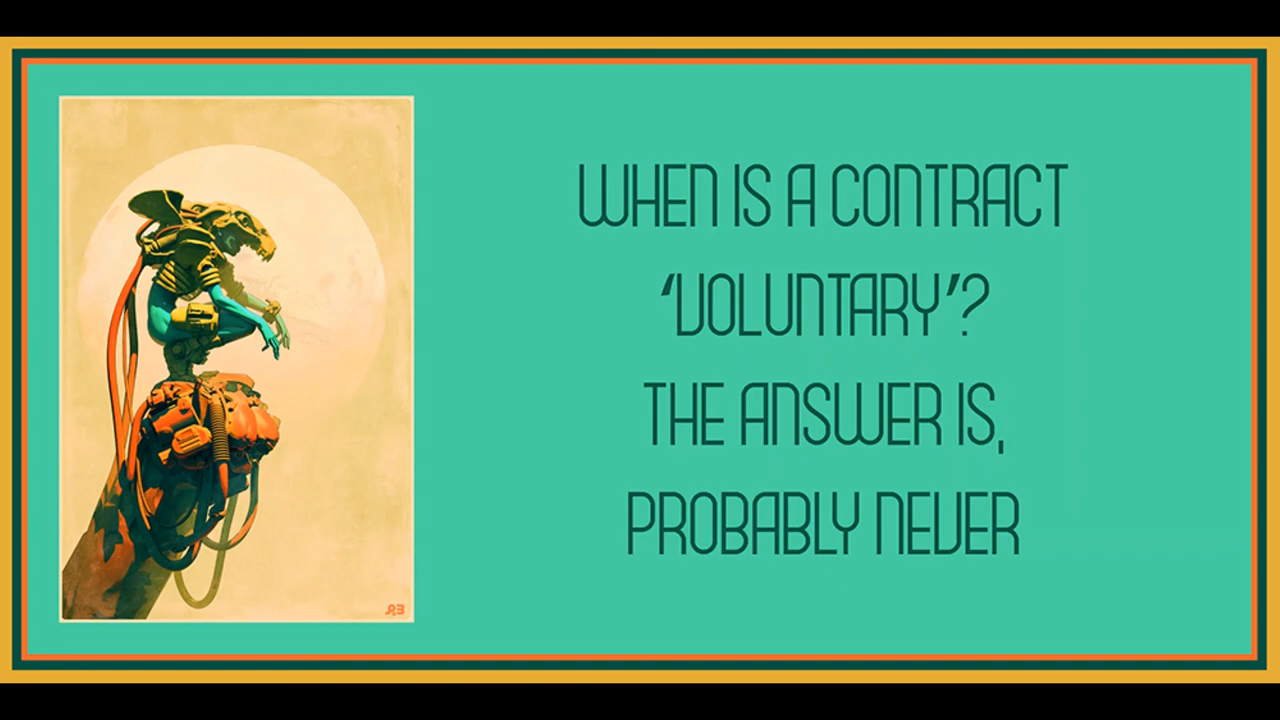 WHEN IS A CONTRACT
'VOLUNTARY'?
THE ANSWER IS,
PROBABLY NEVER